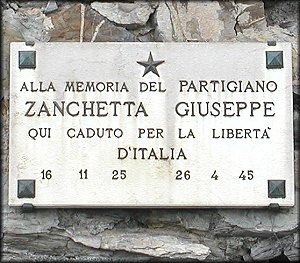 ALLA MEMORIA DEL PARTIGIANO
ZANCHETTA GIUSEPPE
QUI CADUTO PER LA LIBERTA'
D'ITALIA
16 11 25 26 4 45